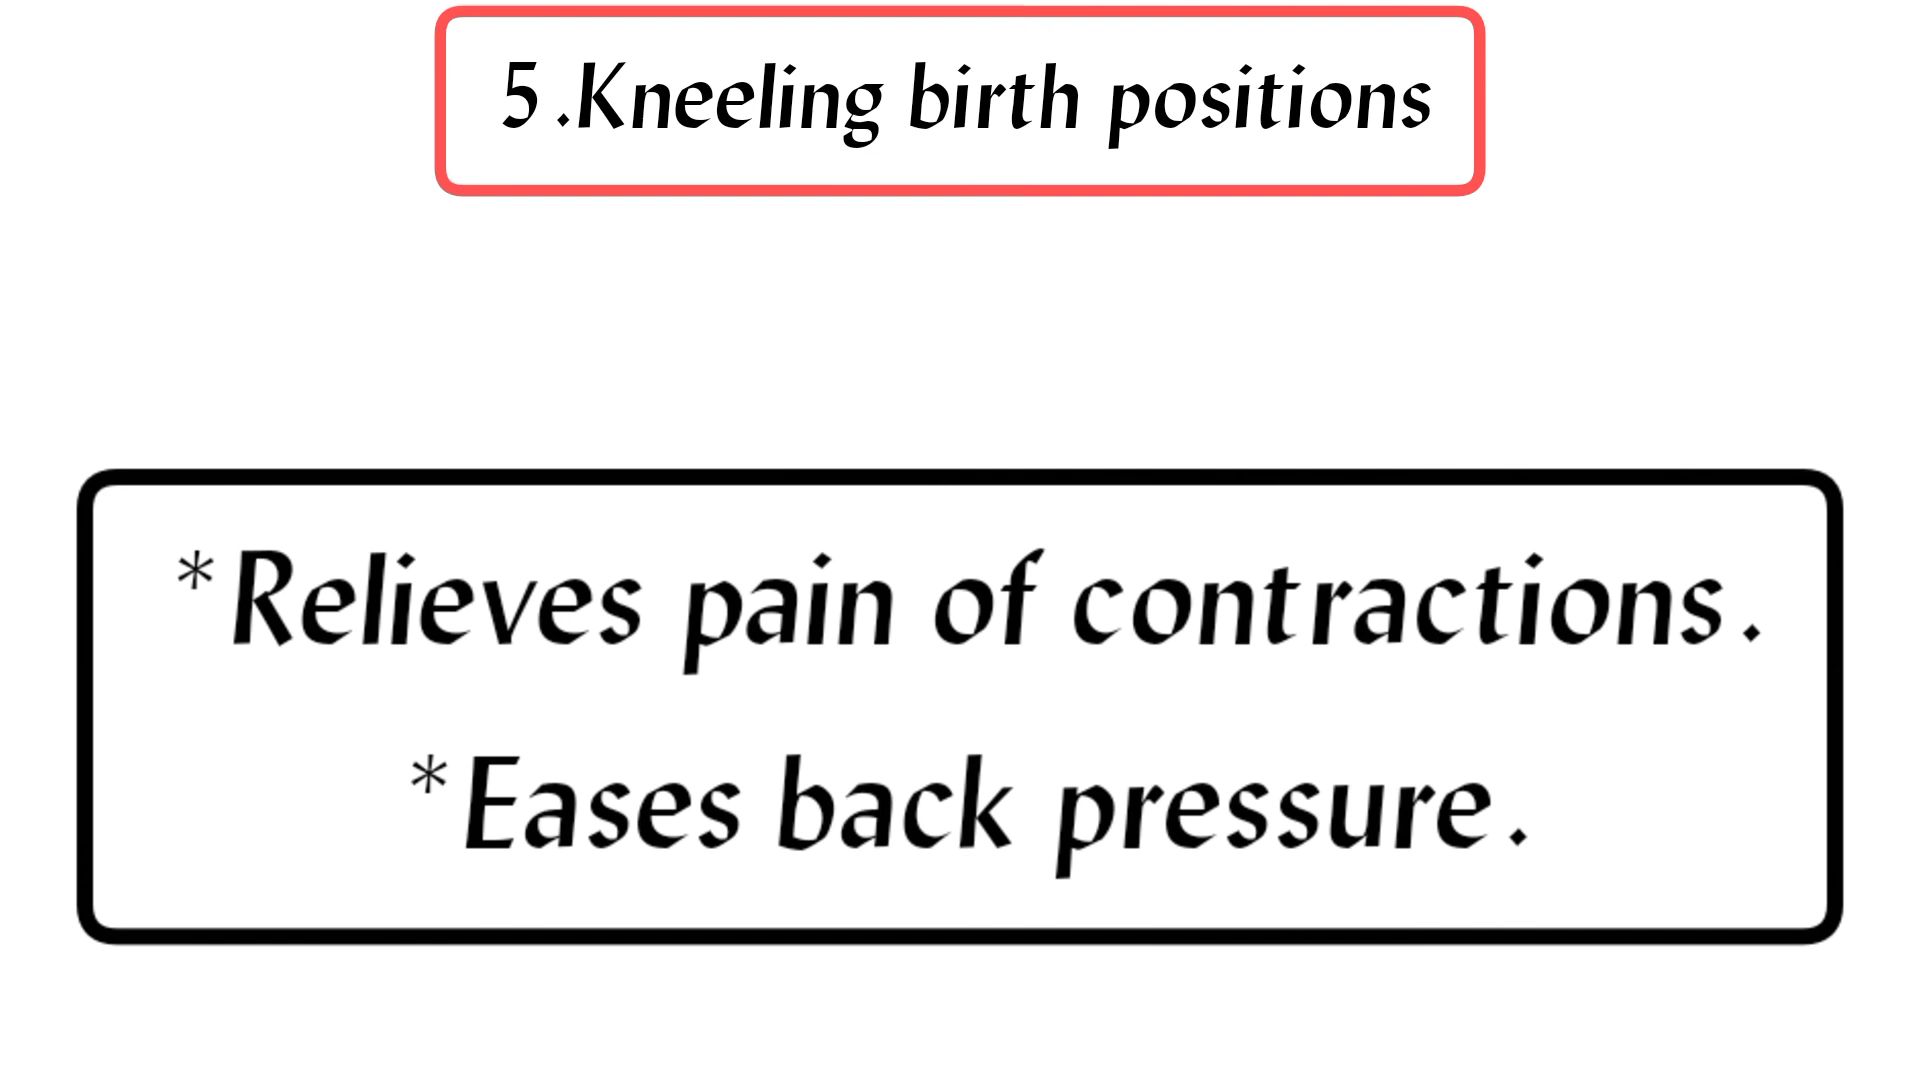 5.Kneeling birth positions
*Relieves pain of contractions.
*Eases back pressure.